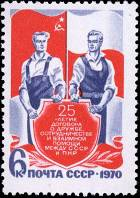 25
-ЛЕТИЕ
ДОГОВОРА
О ДРУЖБЕ,
СОТРУДНИЧЕСТВЕ
И ВЗАИМНОЙ
ПОМОЩИ
МЕЖДУ СССР
И ПНР
6К ПОЧТА СССР·1970